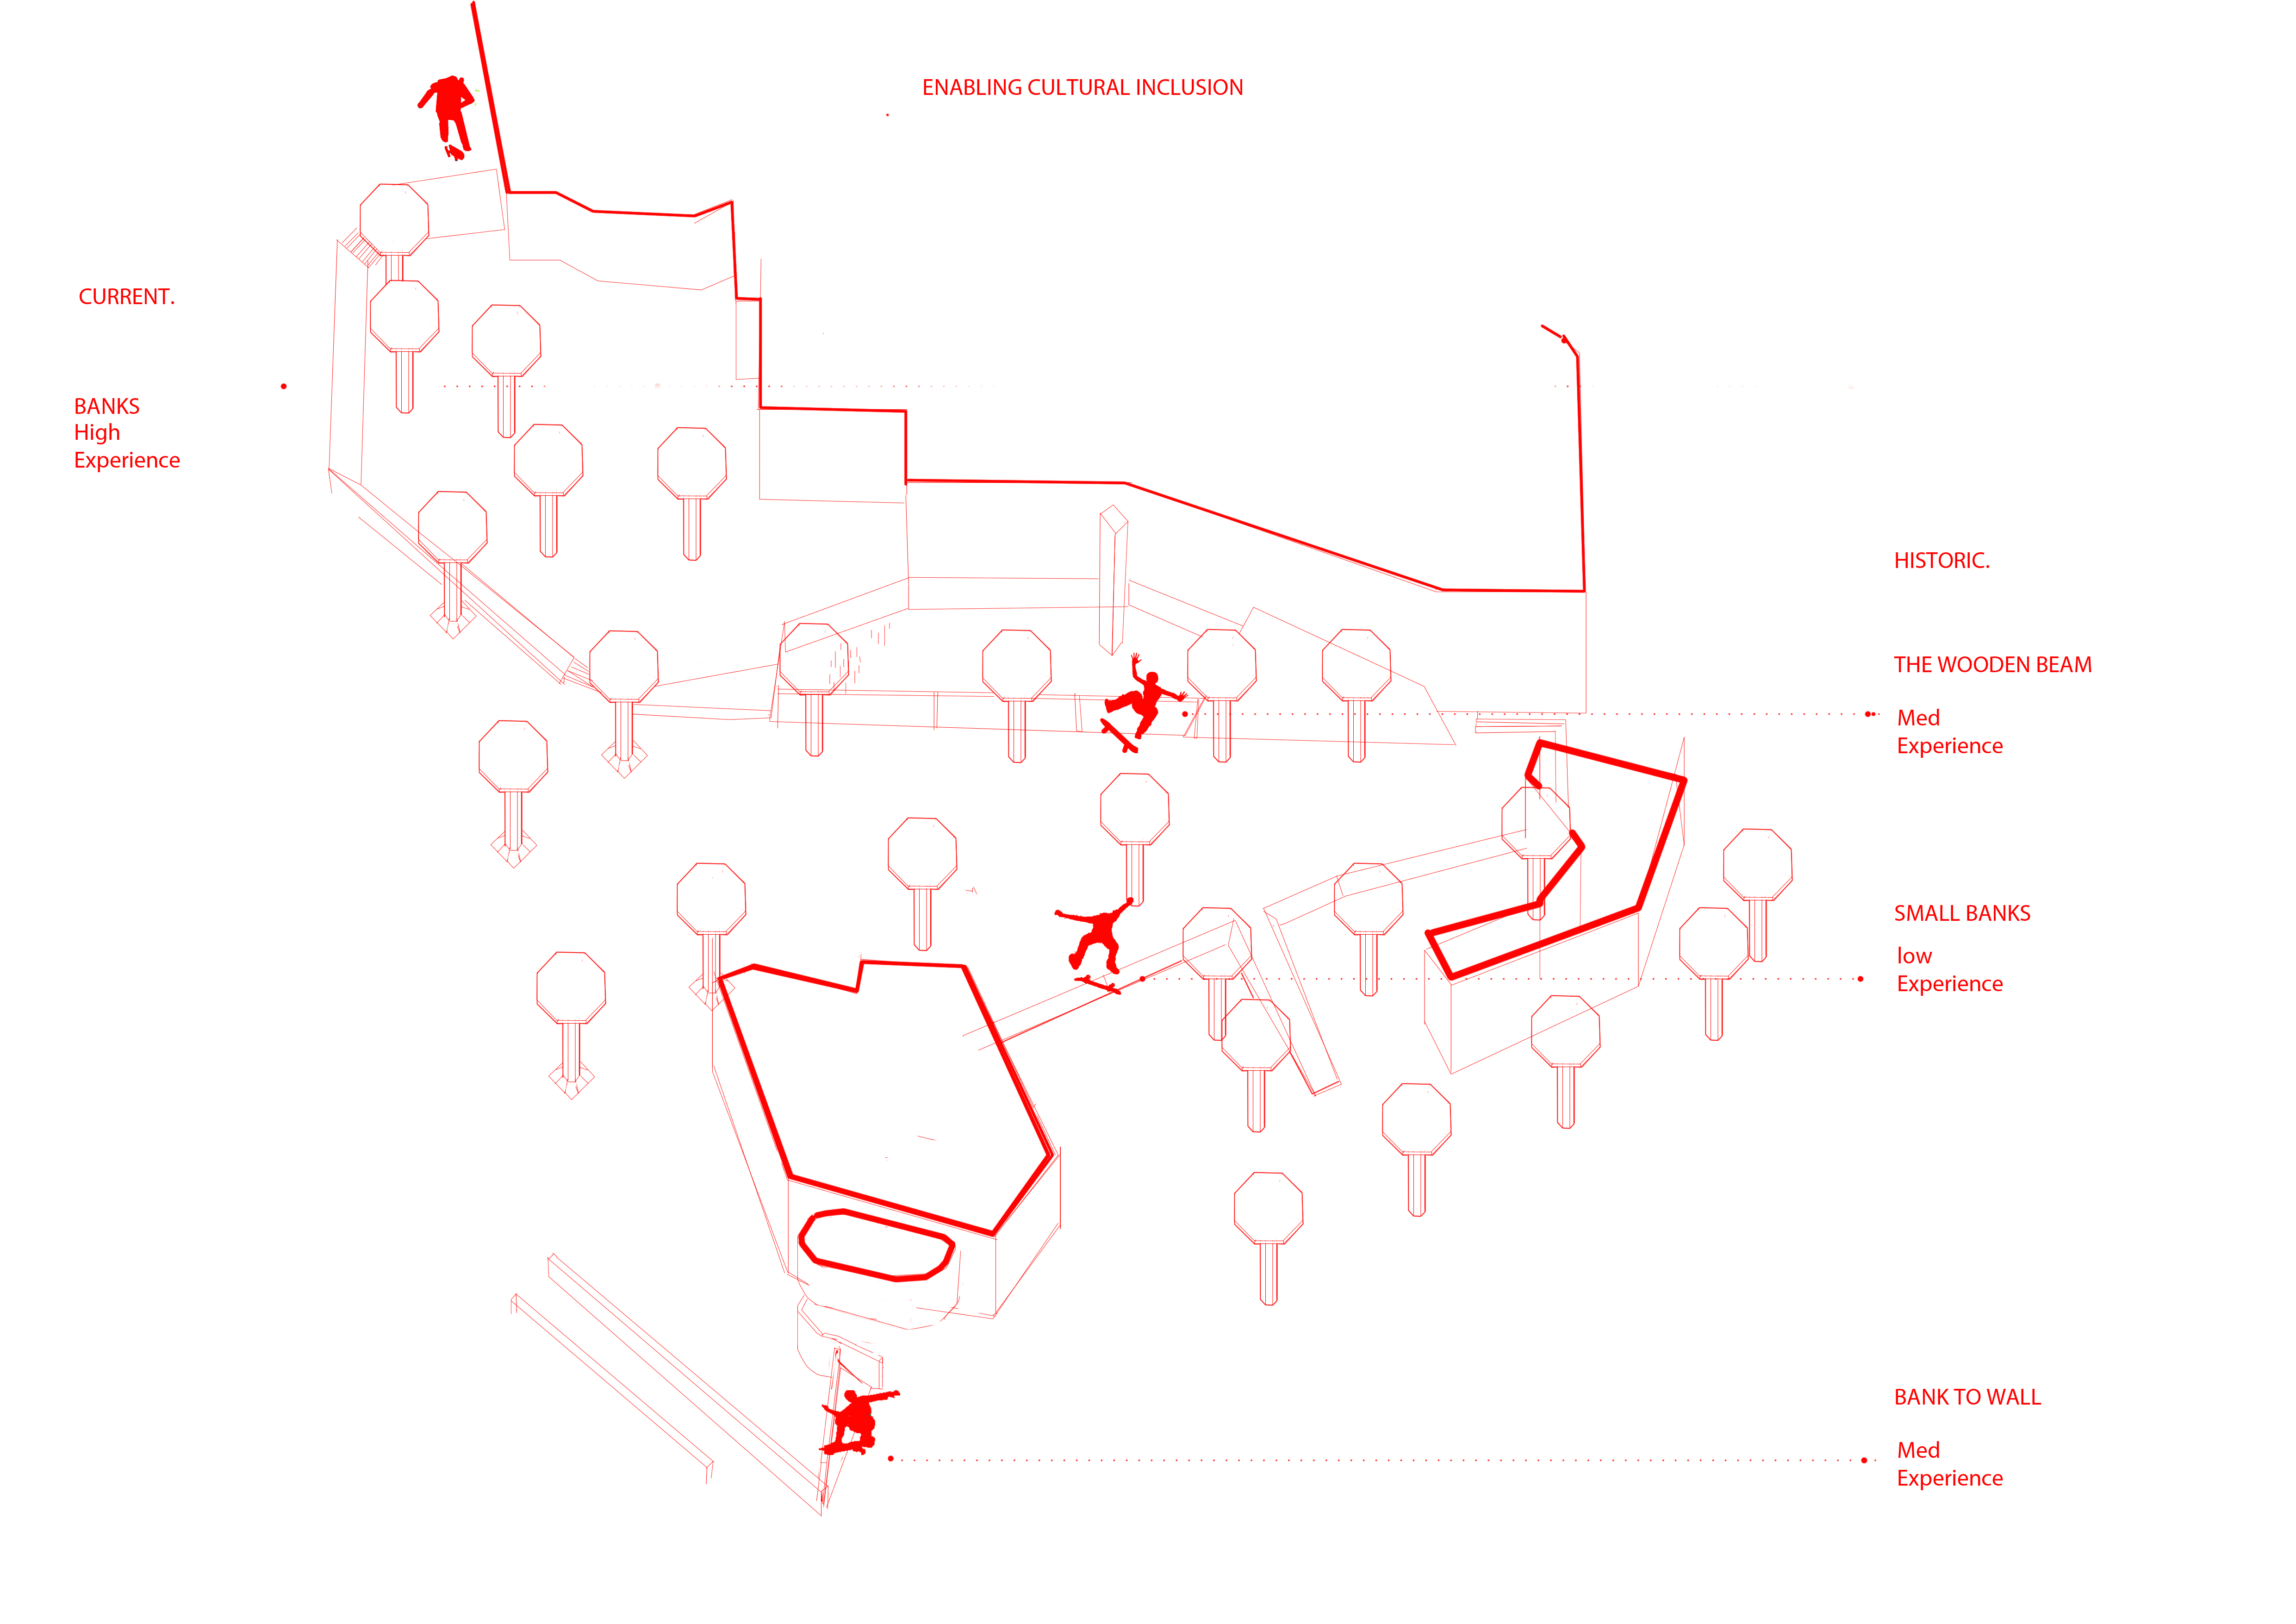 ENABLING CULTURAL INCLUSION
CURRENT.
BANKS
High
Experience
HISTORIC.
THE WOODEN BEAM
Med
Experience
SMALL BANKS
low
Experience
BANK TO WALL
Med
Experience